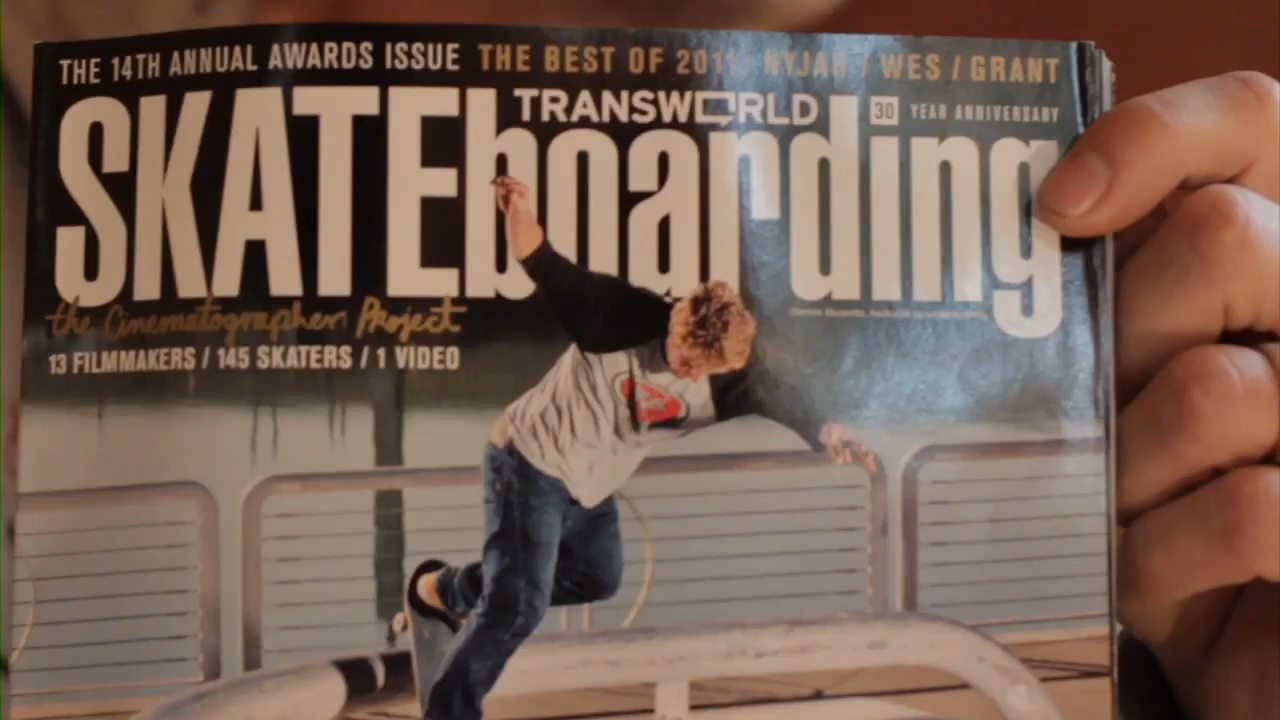 THE 14TH ANNUAL AWARDS ISSUE THE BEST OF 2011 NYJAH / WES / GRANT
TRANSWORLD 30 YEAR ANNIVERSARY
SKATEboarding
the Cinematographer Project
13 FILMMAKERS / 145 SKATERS / 1 VIDEO